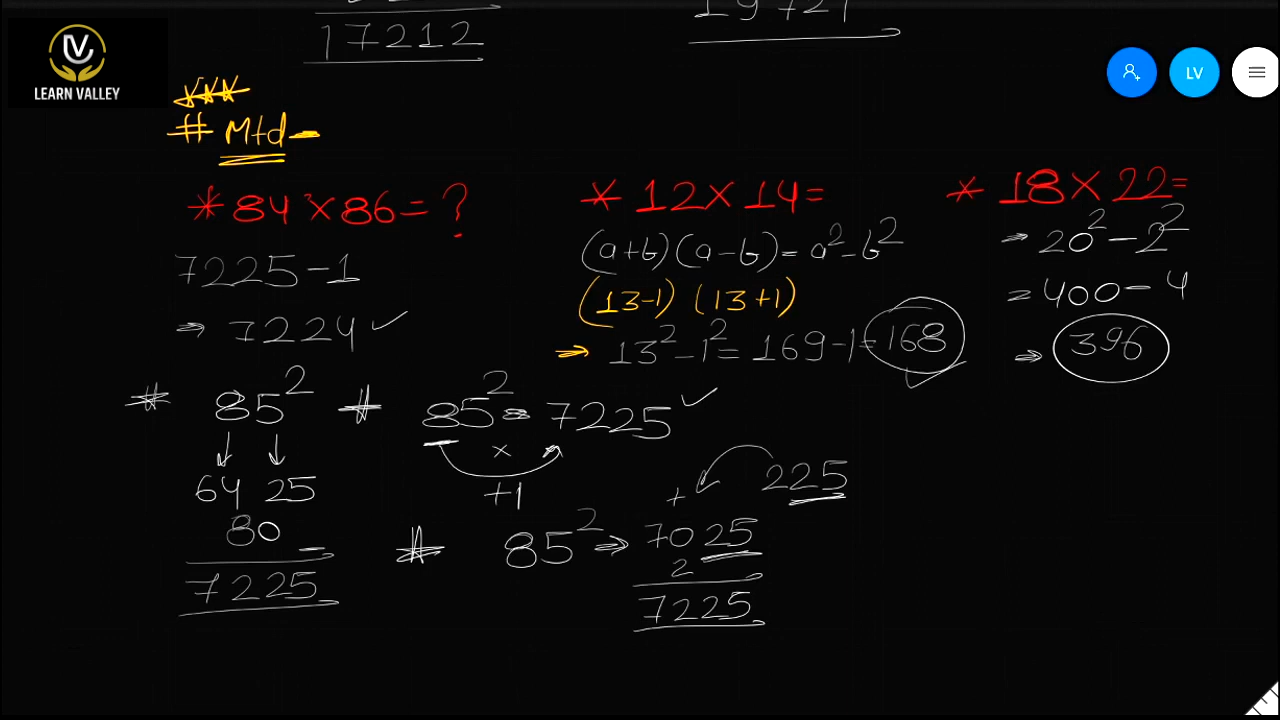 17212
19721
LEARN VALLEY
LV
# Mtd -
* 84 × 86 = ?
7225 - 1
⇒ 7224 ✓
* 12 × 14 =
(a+b) (a-b) = a² - b²
(13-1) (13+1)
⇒ 13² - 1² = 169 - 1 = 168
* 18 × 22 =
⇒ 20² - 2²
= 400 - 4
⇒ 396
* 85²
64 25
80
7225
* 85² = 7225 ✓
×
+1
225
+
* 85² ⇒ 7025
2
7225